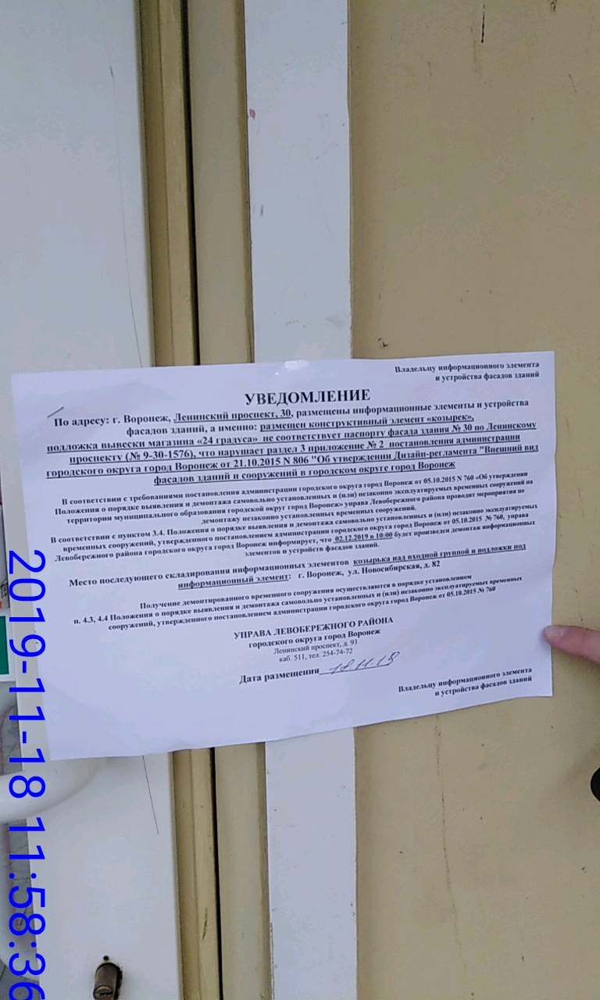 Владельцу информационного элемента
и устройства фасадов зданий
УВЕДОМЛЕНИЕ
По адресу: г. Воронеж, Ленинский проспект, 30, размещены информационные элементы и устройства
фасадов зданий, а именно: размещен конструктивный элемент «козырек»,
подложка вывески магазина «24 градуса» не соответствует паспорту фасада здания № 30 по Ленинскому
проспекту (№ 9-30-1576), что нарушает раздел 3 приложение № 2 постановления администрации
городского округа город Воронеж от 21.10.2015 N 806 "Об утверждении Дизайн-регламента "Внешний вид
фасадов зданий и сооружений в городском округе город Воронеж
В соответствии с требованиями постановления администрации городского округа город Воронеж от 05.10.2015 N 760 «Об утверждении
Положения о порядке выявления и демонтажа самовольно установленных и (или) незаконно эксплуатируемых временных сооружений на
территории муниципального образования городской округ город Воронеж» управа Левобережного района проводит мероприятия по
демонтажу незаконно установленных временных сооружений.
В соответствии с пунктом 3.4. Положения о порядке выявления и демонтажа самовольно установленных и (или) незаконно эксплуатируемых
временных сооружений, утвержденного постановлением администрации городского округа город Воронеж от 05.10.2015 № 760, управа
Левобережного района городского округа город Воронеж информирует, что 02.12.2019 в 10:00 будет произведен демонтаж информационных
элементов и устройств фасадов зданий.
Место последующего складирования информационных элементов козырька над входной группой и подложки под
информационный элемент: г. Воронеж, ул. Новосибирская, д. 82
Получение демонтированного временного сооружения осуществляются в порядке установленном
п. 4.3, 4.4 Положения о порядке выявления и демонтажа самовольно установленных и (или) незаконно эксплуатируемых временных
сооружений, утвержденного постановлением администрации городского округа город Воронеж от 05.10.2015 № 760
УПРАВА ЛЕВОБЕРЕЖНОГО РАЙОНА
городского округа город Воронеж
Ленинский проспект, д. 93
каб. 511, тел. 254-74-72
Дата размещения 18.11.19
Владельцу информационного элемента
и устройства фасадов зданий
2019-11-18 11:58:36